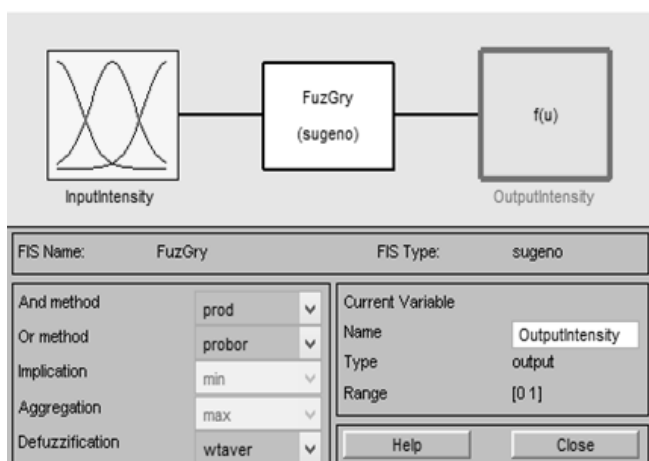 FuzGry
(sugeno)
f(u)
InputIntensity
OutputIntensity
FIS Name: FuzGry FIS Type: sugeno
And method prod
Or method probor
Implication min
Aggregation max
Defuzzification wtaver
Current Variable
Name OutputIntensity
Type output
Range [0 1]
Help Close